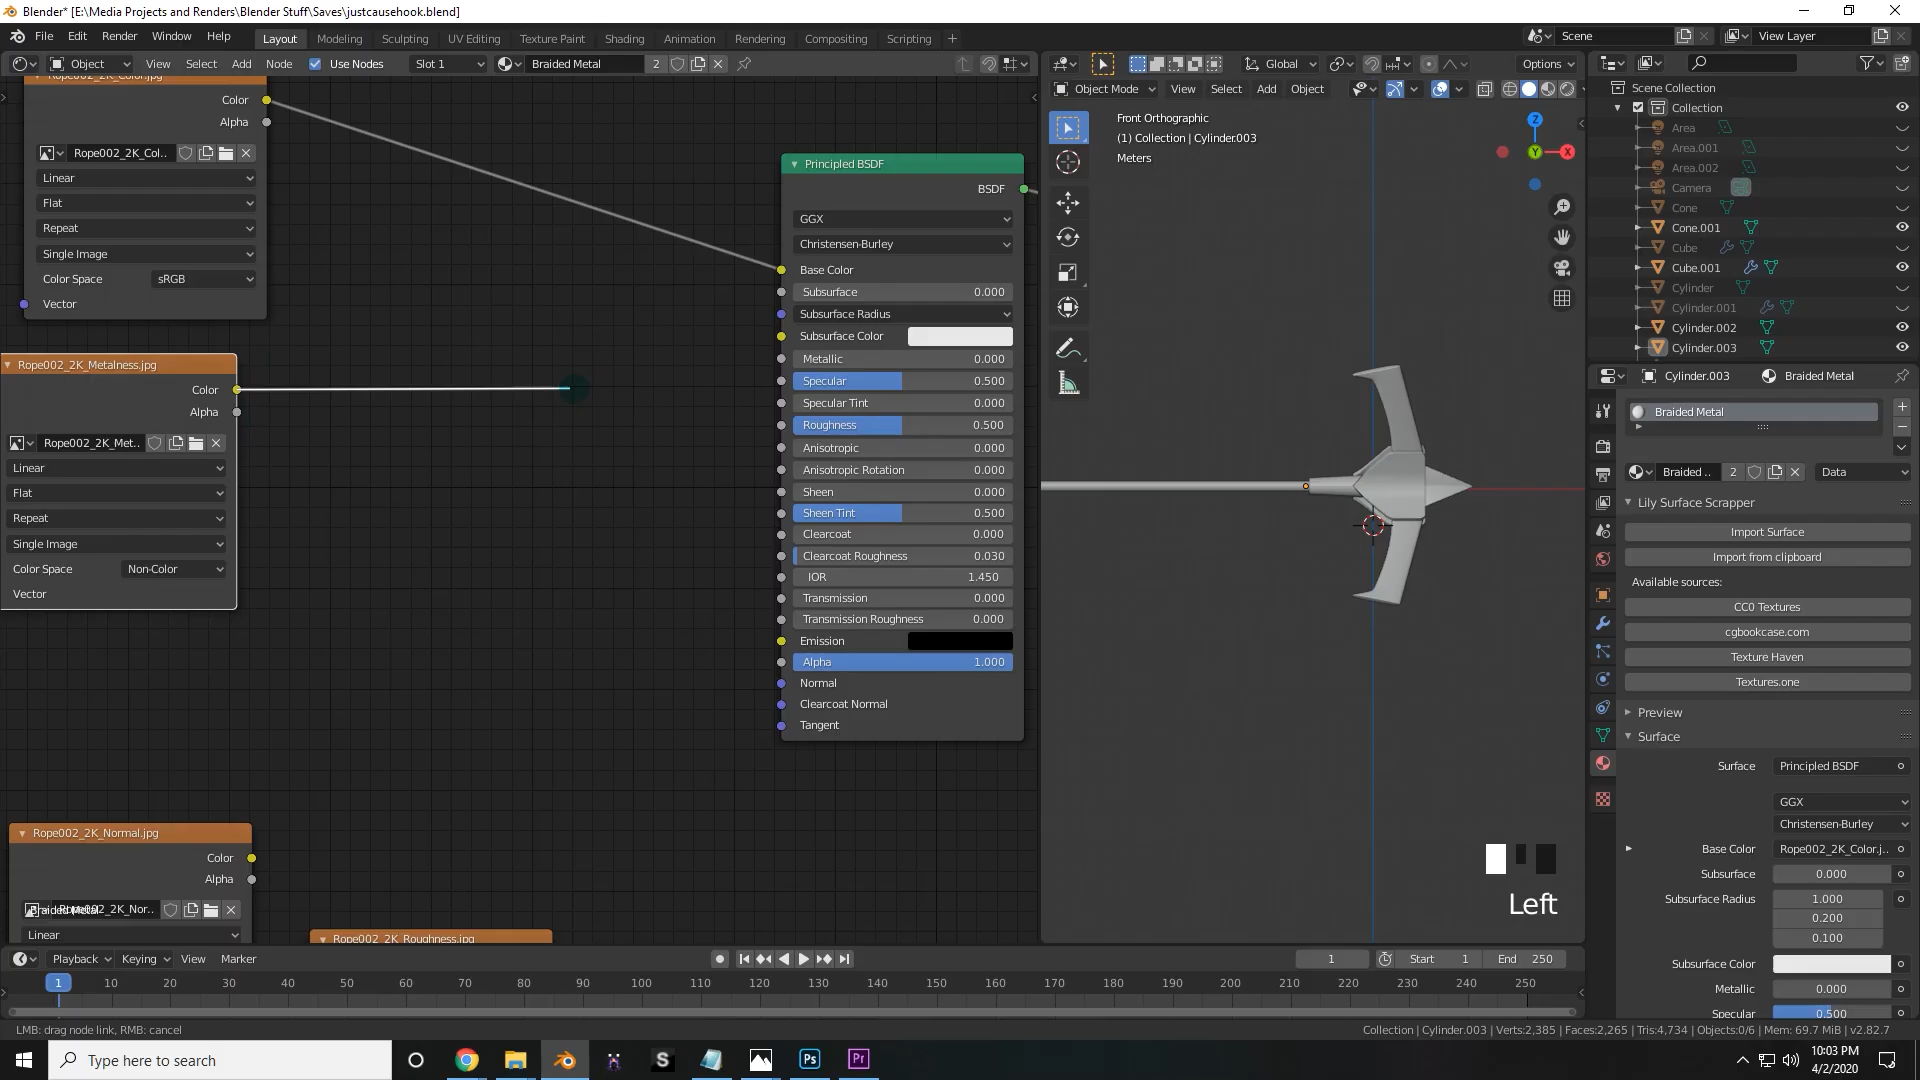 Blender* [E:\Media Projects and Renders\Blender Stuff\Saves\justcausehook.blend]
File Edit Render Window Help Layout Modeling Sculpting UV Editing Texture Paint Shading Animation Rendering Compositing Scripting + Scene View Layer
Object View Select Add Node Use Nodes Slot 1 Braided Metal 2 Global Options
Object Mode View Select Add Object
Rope002_2K_Color.jpg
Color
Alpha
Rope002_2K_Col..
Linear
Flat
Repeat
Single Image
Color Space sRGB
Vector
Rope002_2K_Metalness.jpg
Color
Alpha
Rope002_2K_Met..
Linear
Flat
Repeat
Single Image
Color Space Non-Color
Vector
Rope002_2K_Normal.jpg
Color
Alpha
Rope002_2K_Nor..
Braided Metal
Linear
Rope002_2K_Roughness.jpg
Principled BSDF
BSDF
GGX
Christensen-Burley
Base Color
Subsurface 0.000
Subsurface Radius
Subsurface Color
Metallic 0.000
Specular 0.500
Specular Tint 0.000
Roughness 0.500
Anisotropic 0.000
Anisotropic Rotation 0.000
Sheen 0.000
Sheen Tint 0.500
Clearcoat 0.000
Clearcoat Roughness 0.030
IOR 1.450
Transmission 0.000
Transmission Roughness 0.000
Emission
Alpha 1.000
Normal
Clearcoat Normal
Tangent
Front Orthographic
(1) Collection | Cylinder.003
Meters
Z
Y
X
Left
Scene Collection
Collection
Area
Area.001
Area.002
Camera
Cone
Cone.001
Cube
Cube.001
Cylinder
Cylinder.001
Cylinder.002
Cylinder.003
Cylinder.003 Braided Metal
Braided Metal
Braided .. 2 Data
Lily Surface Scrapper
Import Surface
Import from clipboard
Available sources:
CC0 Textures
cgbookcase.com
Texture Haven
Textures.one
Preview
Surface
Surface Principled BSDF
GGX
Christensen-Burley
Base Color Rope002_2K_Color.j..
Subsurface 0.000
Subsurface Radius 1.000
0.200
0.100
Subsurface Color
Metallic 0.000
Specular 0.500
Playback Keying View Marker 1 Start 1 End 250
1 10 20 30 40 50 60 70 80 90 100 110 120 130 140 150 160 170 180 190 200 210 220 230 240 250
LMB: drag node link, RMB: cancel
Collection | Cylinder.003 | Verts:2,385 | Faces:2,265 | Tris:4,734 | Objects:0/6 | Mem: 69.7 MiB | v2.82.7
Type here to search
S
Ps
Pr
10:03 PM
4/2/2020